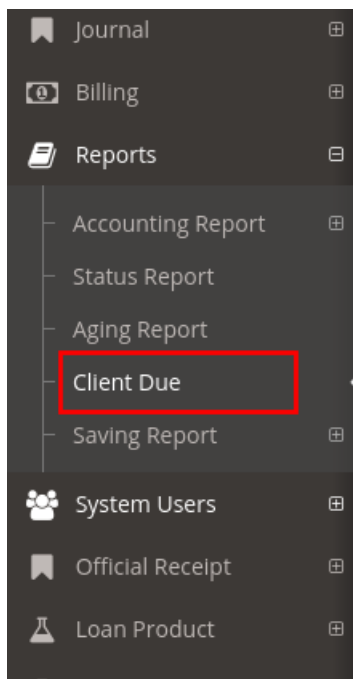 Journal
Billing
Reports
Accounting Report
Status Report
Aging Report
Client Due
Saving Report
System Users
Official Receipt
Loan Product